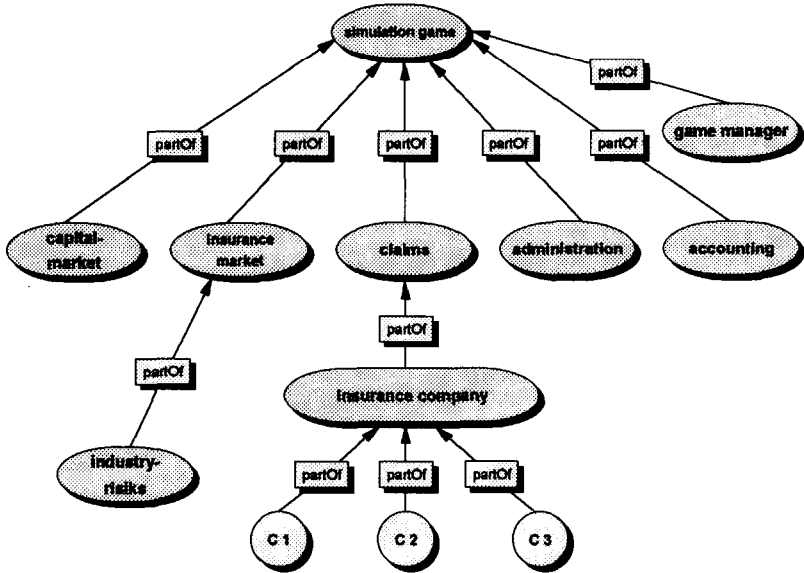 simulation game
partOf
game manager
partOf
partOf
partOf
partOf
partOf
capital-
market
insurance
market
claims
administration
accounting
partOf
partOf
insurance company
industry-
risiks
partOf
partOf
partOf
C 1
C 2
C 3